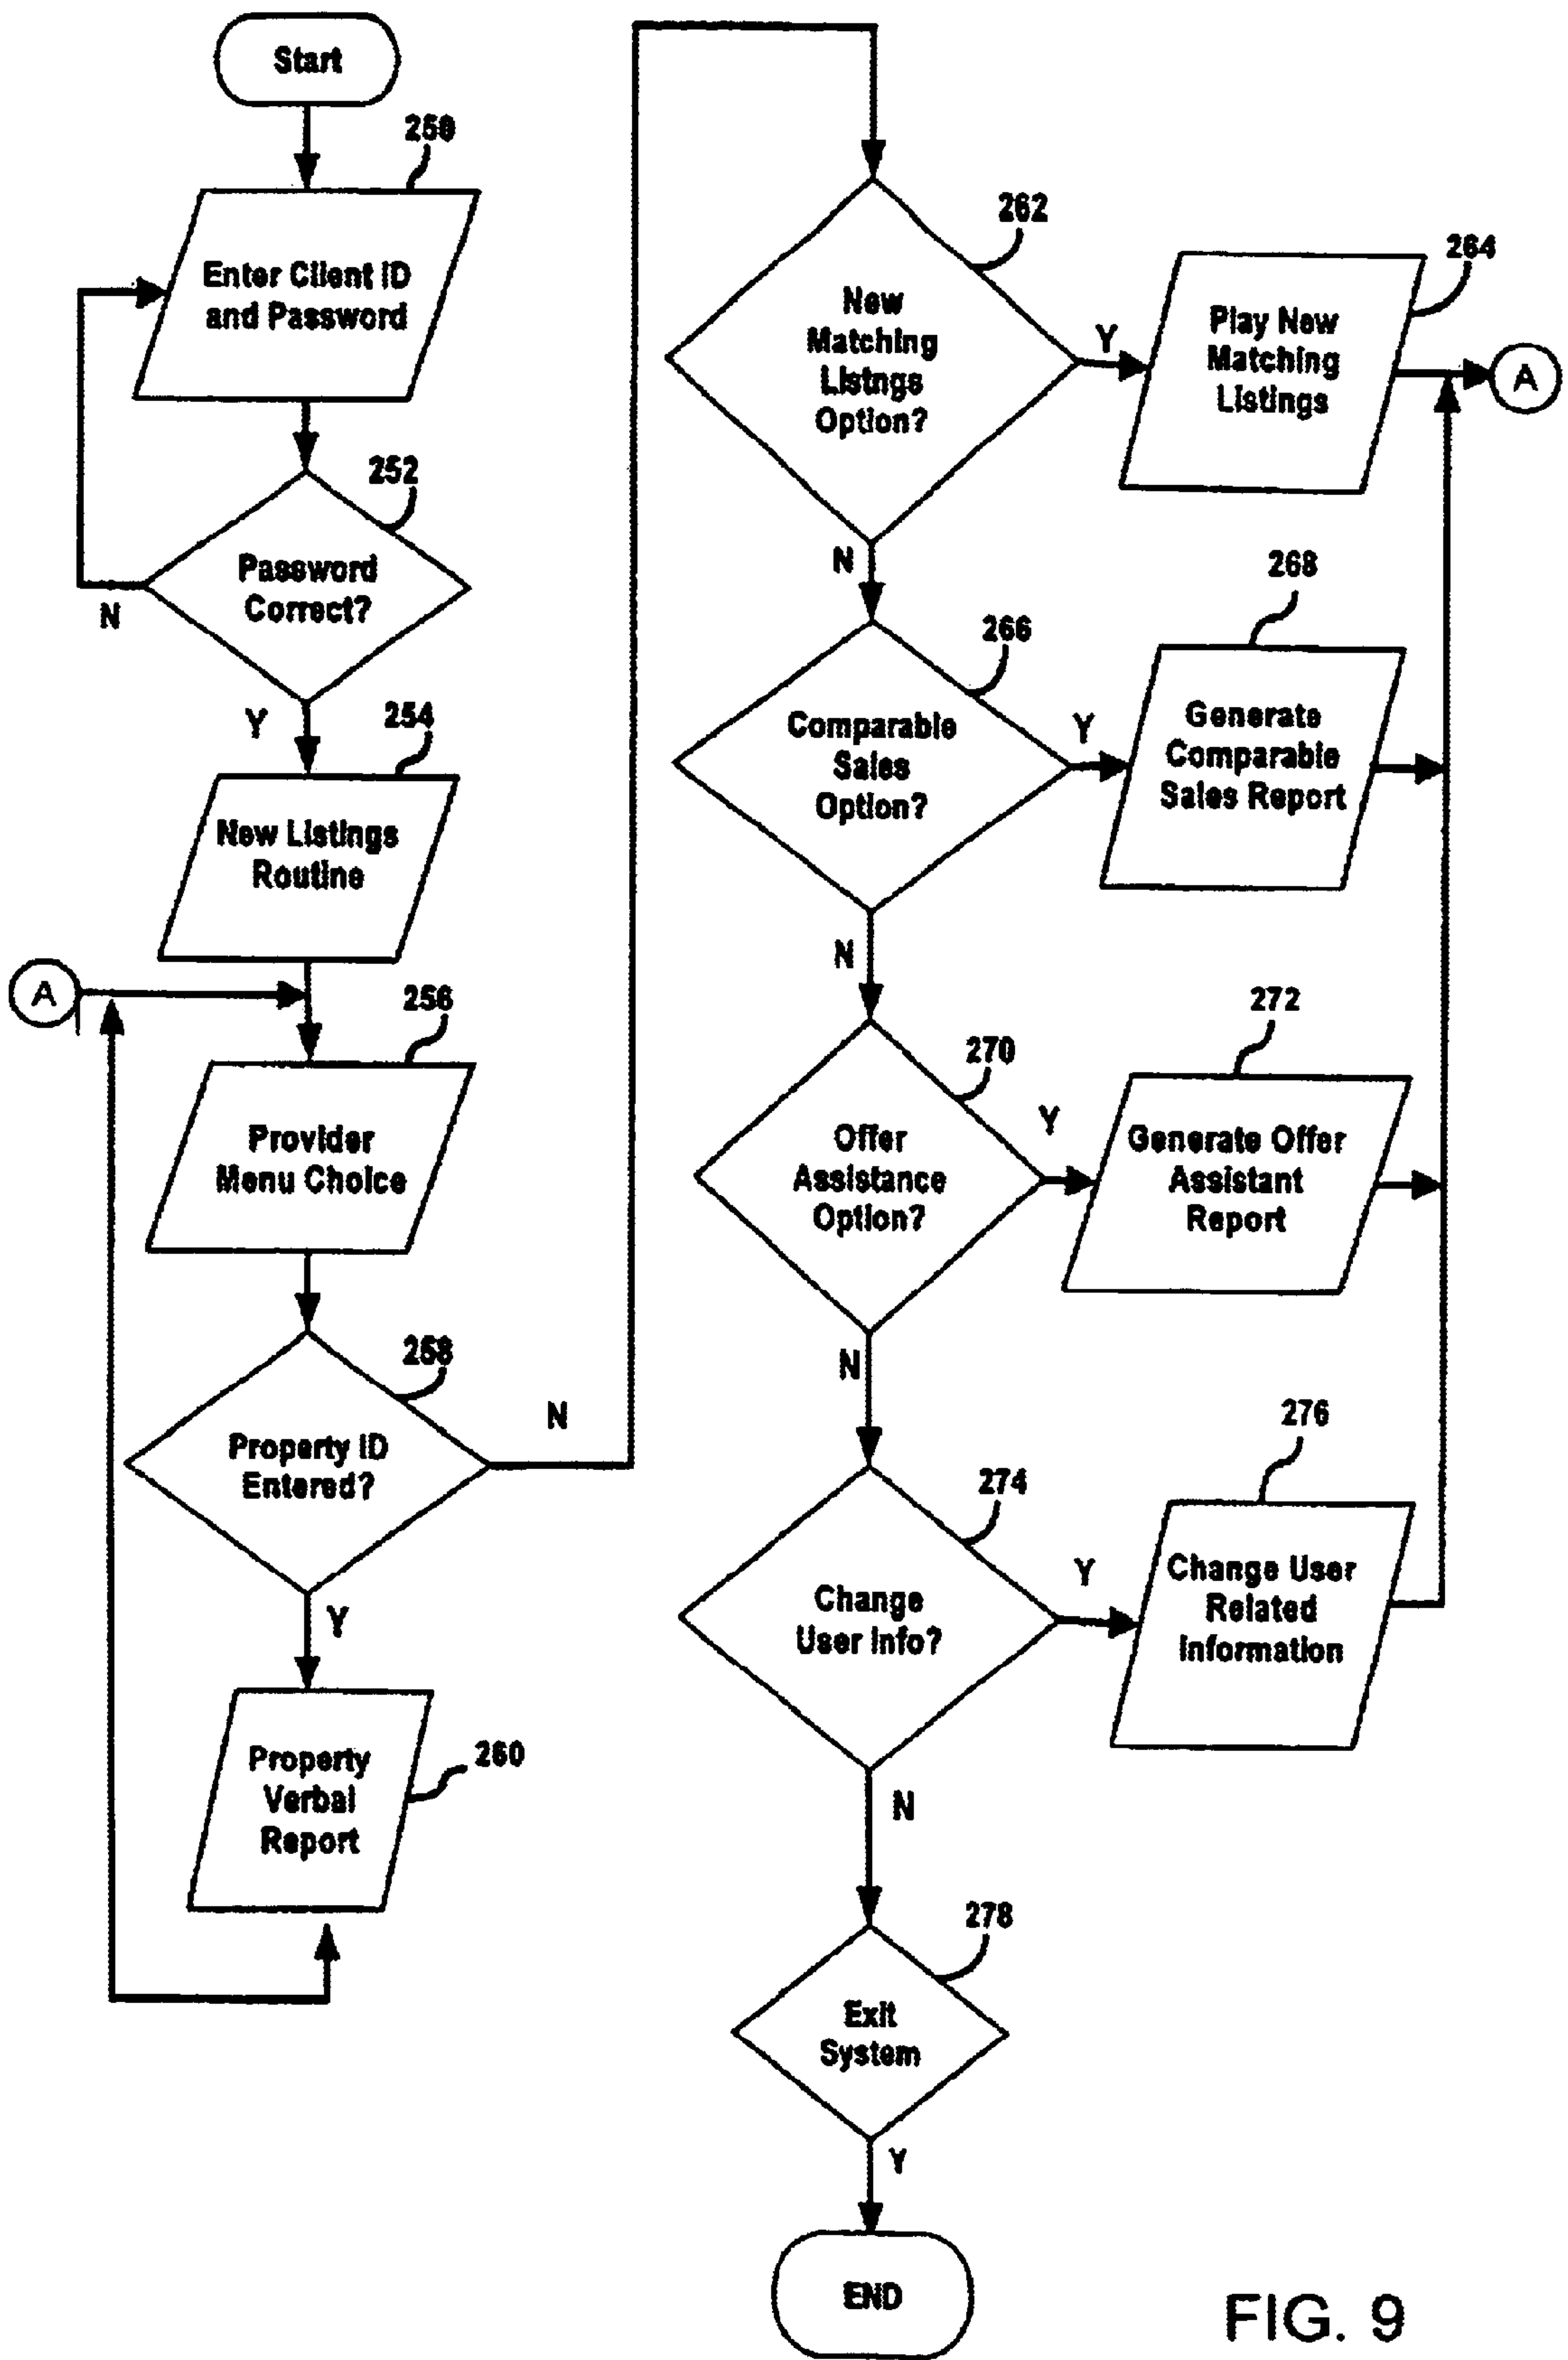 Start
250
Enter Client ID
and Password
252
Password
Correct?
N
Y
254
New Listings
Routine
A
256
Provider
Menu Choice
258
Property ID
Entered?
N
Y
Property
Verbal
Report
260
262
New
Matching
Listngs
Option?
Y
264
Play New
Matching
Listings
A
N
266
Comparable
Sales
Option?
Y
268
Generate
Comparable
Sales Report
N
270
Offer
Assistance
Option?
Y
272
Generate Offer
Assistant
Report
N
274
Change
User Info?
Y
276
Change User
Related
Information
N
278
Exit
System
Y
END
FIG. 9